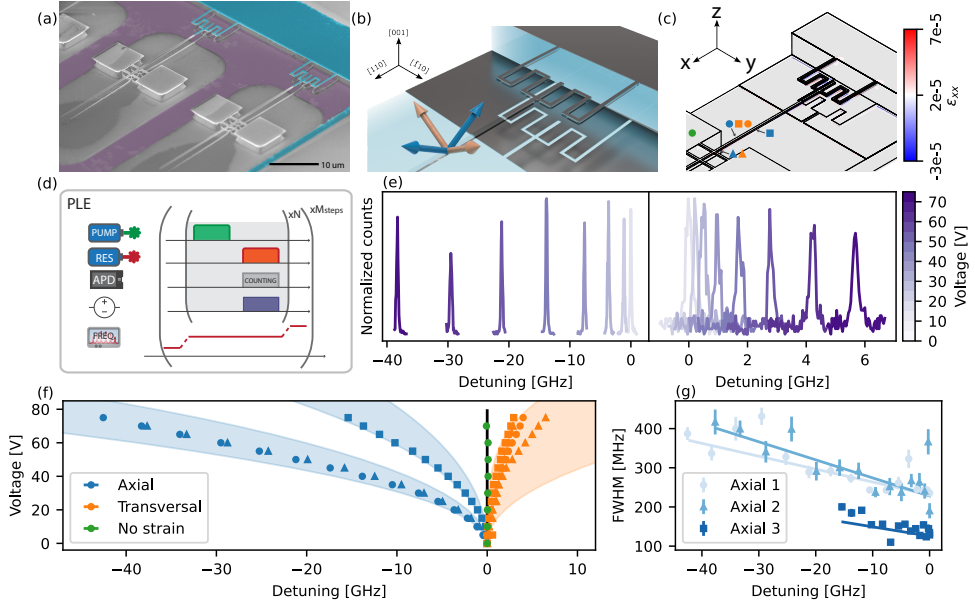 (a)
10 um
(b)
[001]
[110]
[1̄10]
(c)
z
x
y
7e-5
2e-5
-3e-5
ε_xx
(d)
PLE
PUMP
RES
APD
FREQ.
xN
xM_steps
COUNTING
(e)
Normalized counts
−40 −30 −20 −10 0
Detuning [GHz]
0 2 4 6
Detuning [GHz]
70
60
50
40
30
20
10
0
Voltage [V]
(f)
Voltage [V]
80
60
40
20
0
Axial
Transversal
No strain
−40 −30 −20 −10 0 10
Detuning [GHz]
(g)
FWHM [MHz]
400
300
200
100
Axial 1
Axial 2
Axial 3
−40 −30 −20 −10 0
Detuning [GHz]